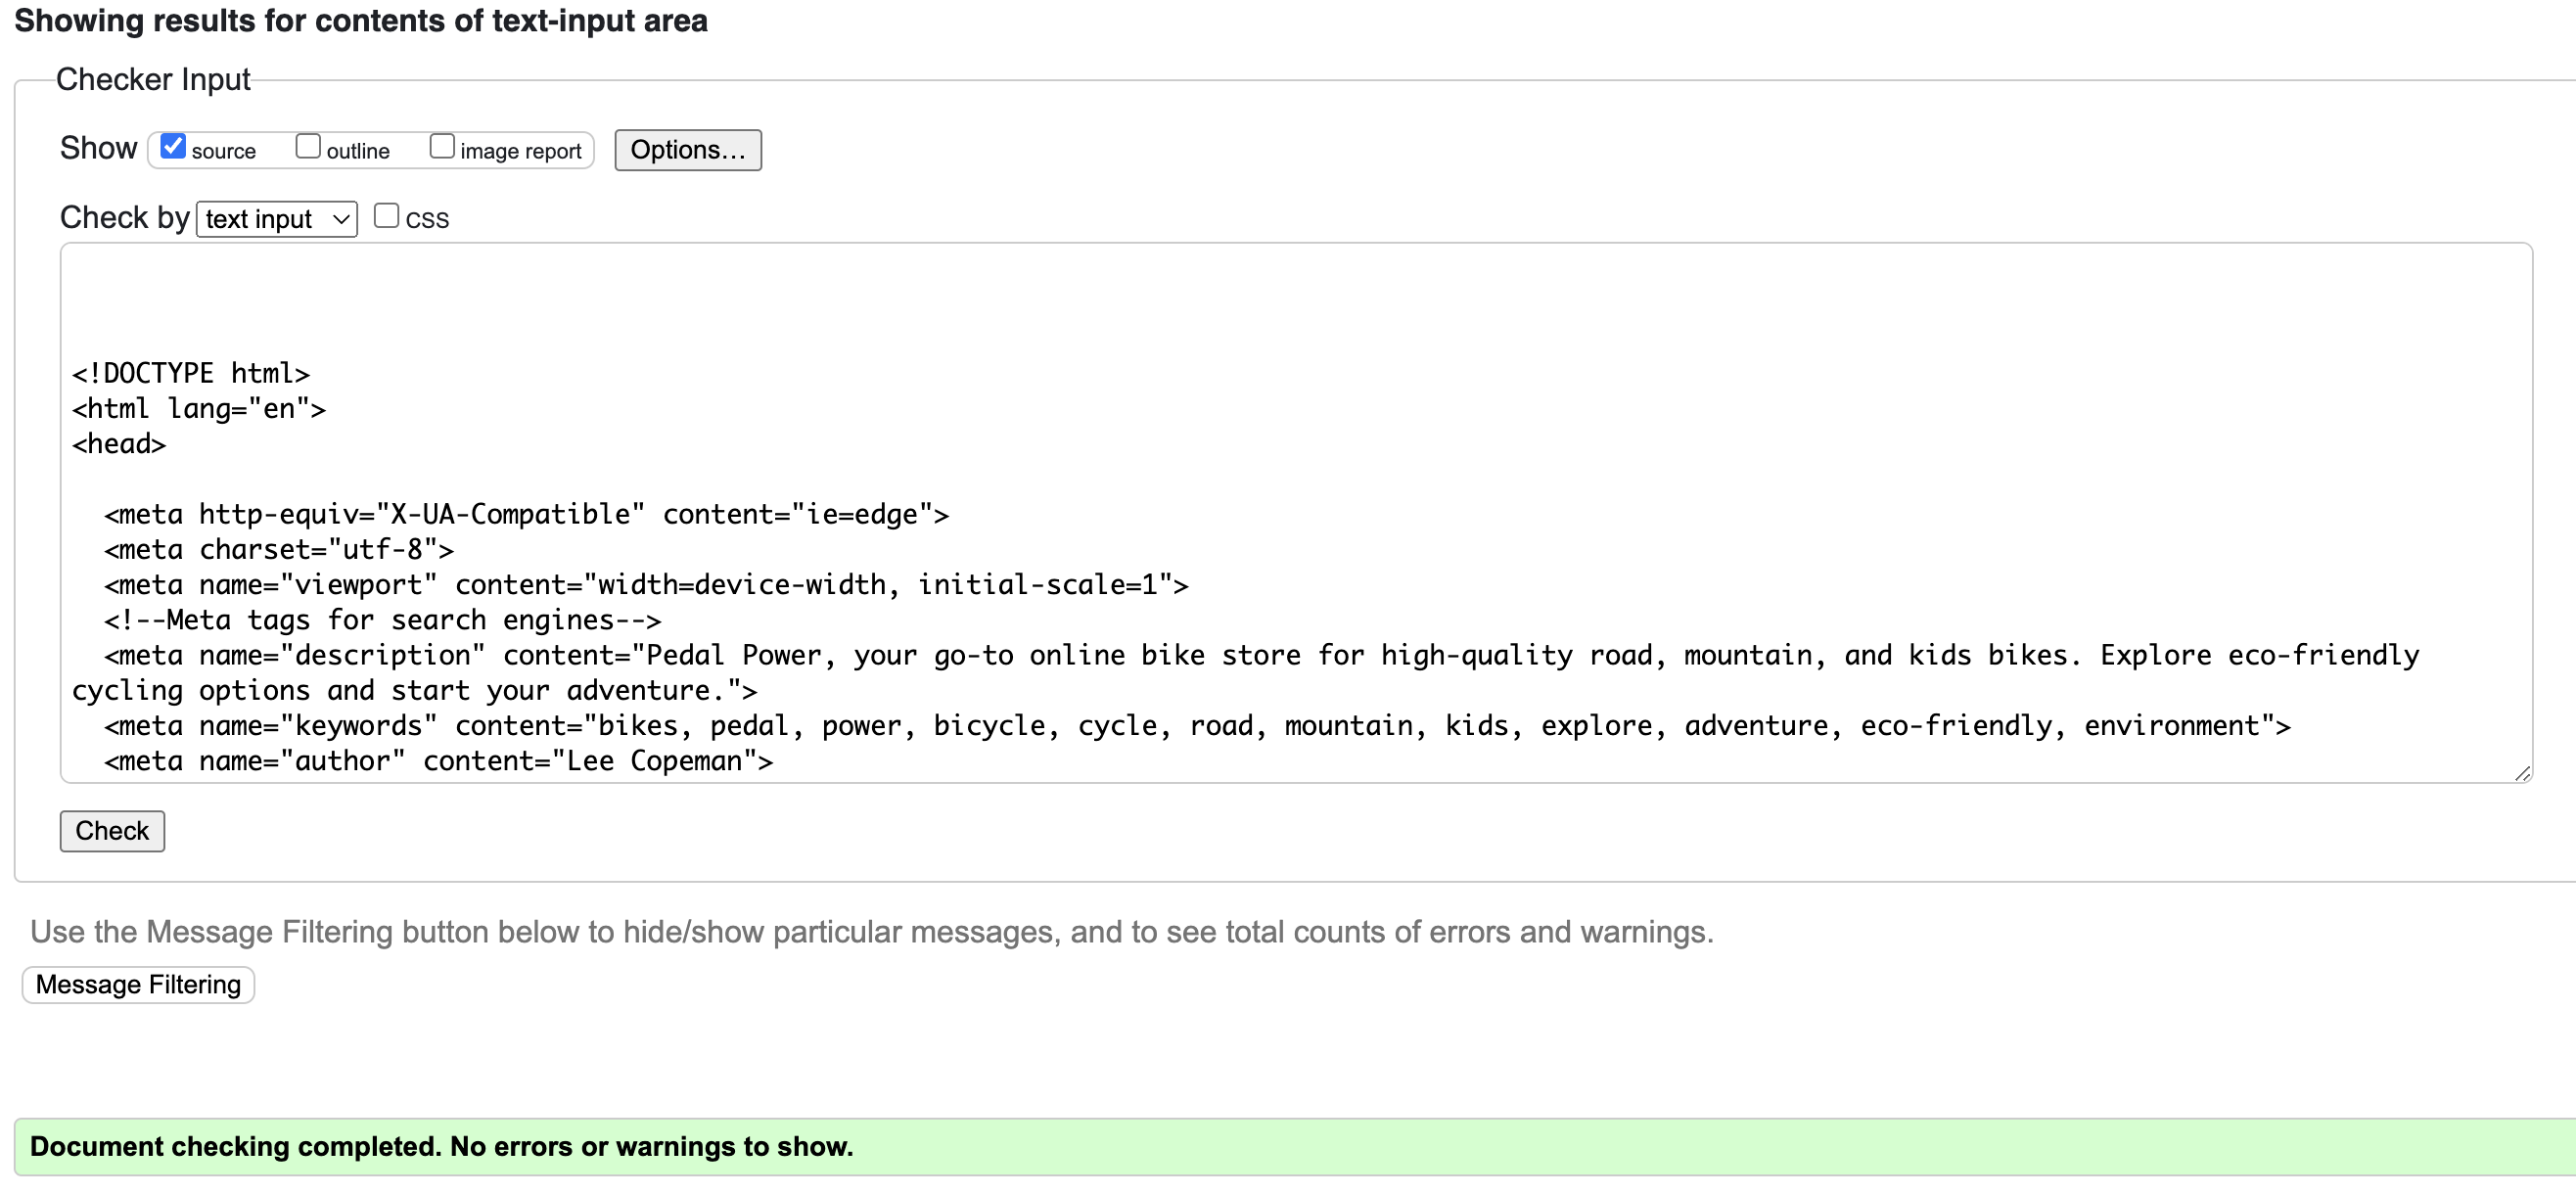 Showing results for contents of text-input area
Checker Input
Show source outline image report Options...
Check by text input css
<!DOCTYPE html>
<html lang="en">
<head>
<meta http-equiv="X-UA-Compatible" content="ie=edge">
<meta charset="utf-8">
<meta name="viewport" content="width=device-width, initial-scale=1">
<!--Meta tags for search engines-->
<meta name="description" content="Pedal Power, your go-to online bike store for high-quality road, mountain, and kids bikes. Explore eco-friendly
cycling options and start your adventure.">
<meta name="keywords" content="bikes, pedal, power, bicycle, cycle, road, mountain, kids, explore, adventure, eco-friendly, environment">
<meta name="author" content="Lee Copeman">
Check
Use the Message Filtering button below to hide/show particular messages, and to see total counts of errors and warnings.
Message Filtering
Document checking completed. No errors or warnings to show.